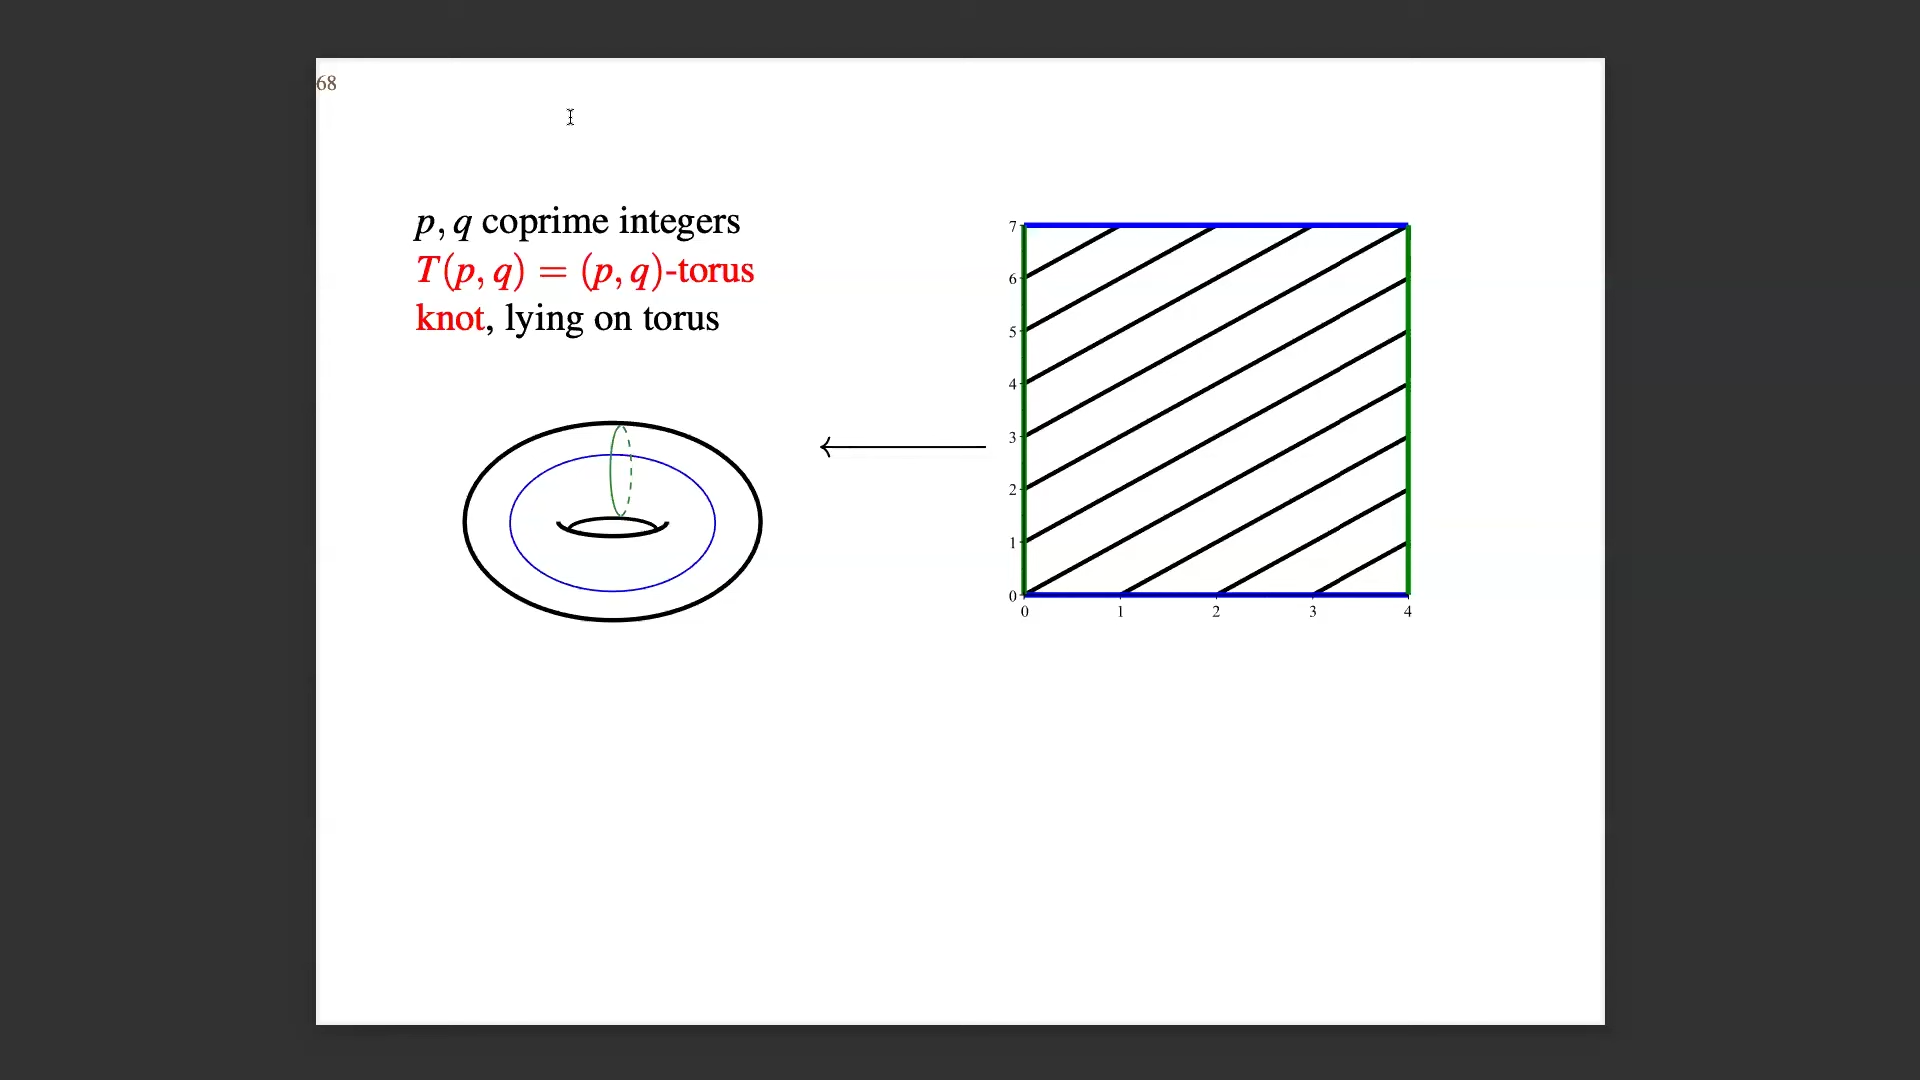 68
p, q coprime integers
T(p, q) = (p, q)-torus
knot, lying on torus
7
6
5
4
3
2
1
0
0 1 2 3 4